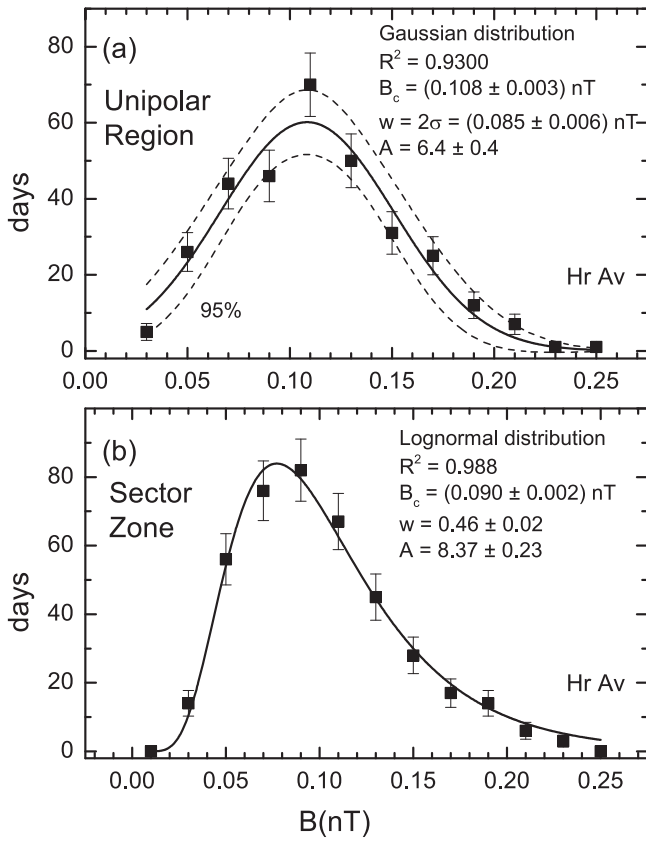 (a)
Gaussian distribution
R² = 0.9300
B_c = (0.108 ± 0.003) nT
w = 2σ = (0.085 ± 0.006) nT
A = 6.4 ± 0.4
Unipolar
Region
Hr Av
95%
days
80
60
40
20
0
0.00 0.05 0.10 0.15 0.20 0.25
(b)
Lognormal distribution
R² = 0.988
B_c = (0.090 ± 0.002) nT
w = 0.46 ± 0.02
A = 8.37 ± 0.23
Sector
Zone
Hr Av
days
80
60
40
20
0
0.00 0.05 0.10 0.15 0.20 0.25
B(nT)